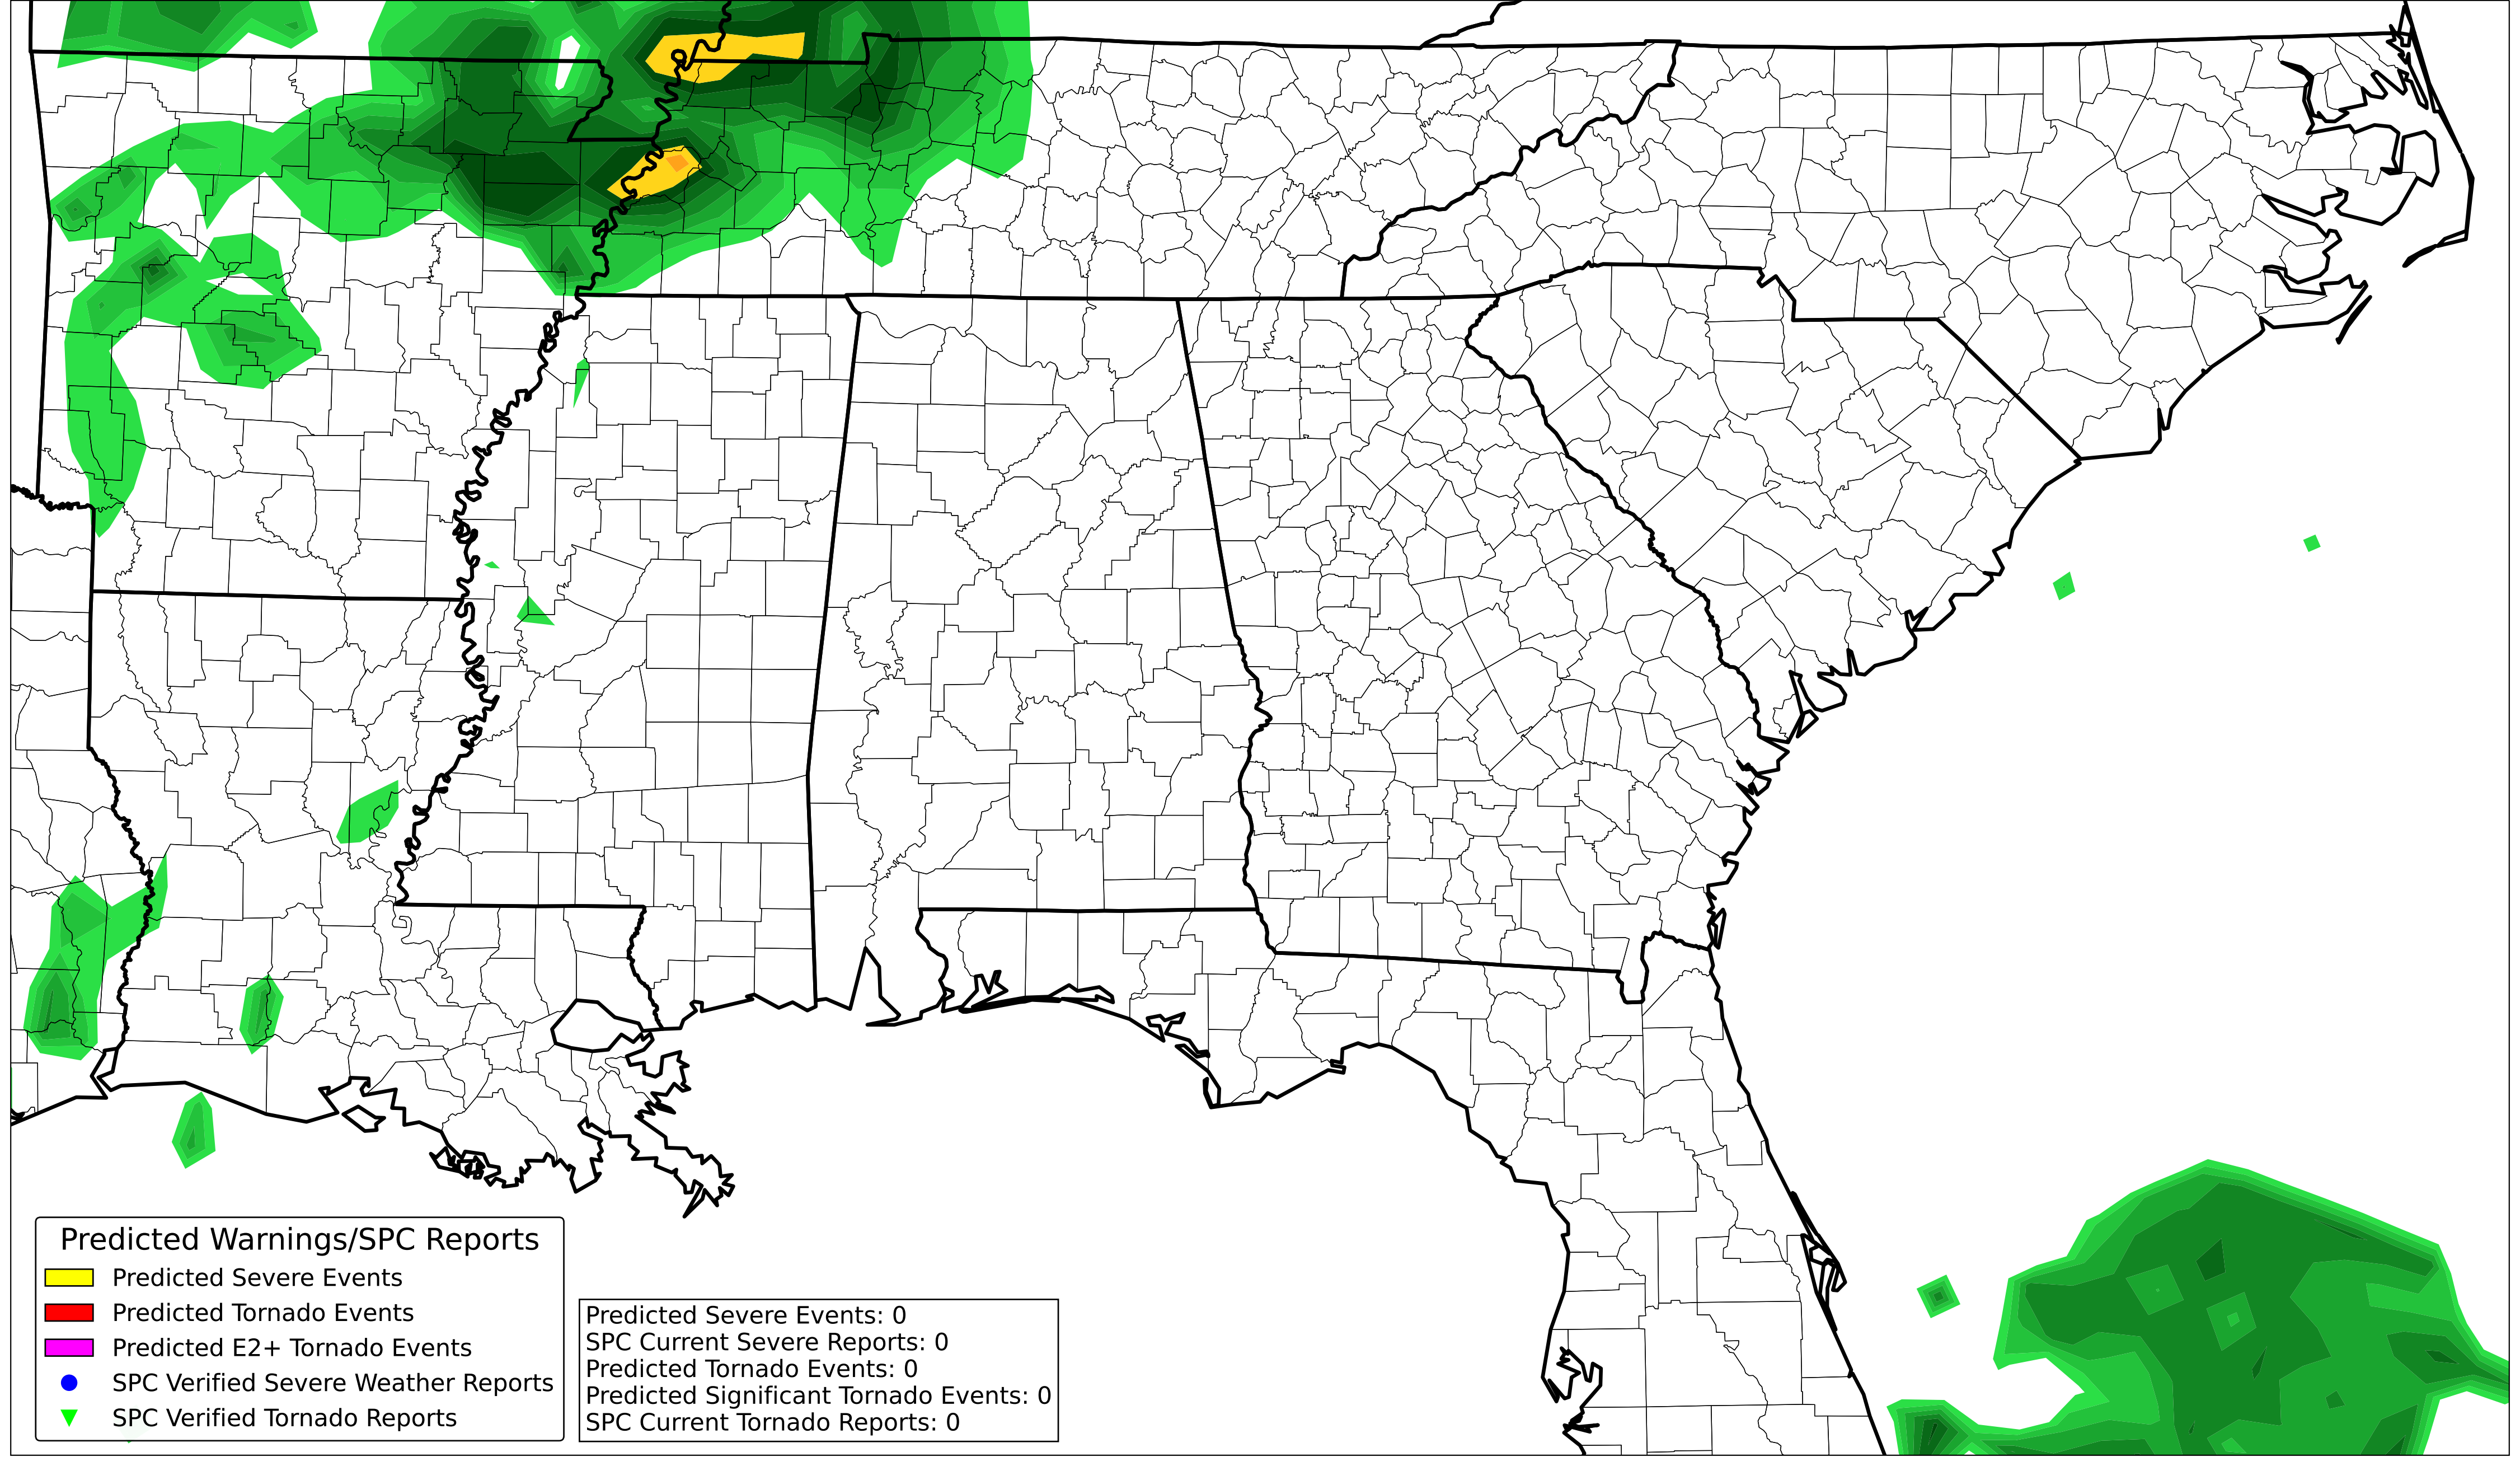 Predicted Warnings/SPC Reports
Predicted Severe Events
Predicted Tornado Events
Predicted E2+ Tornado Events
SPC Verified Severe Weather Reports
SPC Verified Tornado Reports
Predicted Severe Events: 0
SPC Current Severe Reports: 0
Predicted Tornado Events: 0
Predicted Significant Tornado Events: 0
SPC Current Tornado Reports: 0